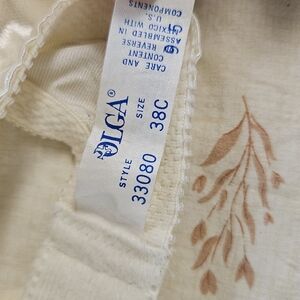 OLGA®
STYLE SIZE
33080 38C
CARE AND
CONTENT
REVERSE
ASSEMBLED IN
MEXICO WITH
U.S.
COMPONENTS